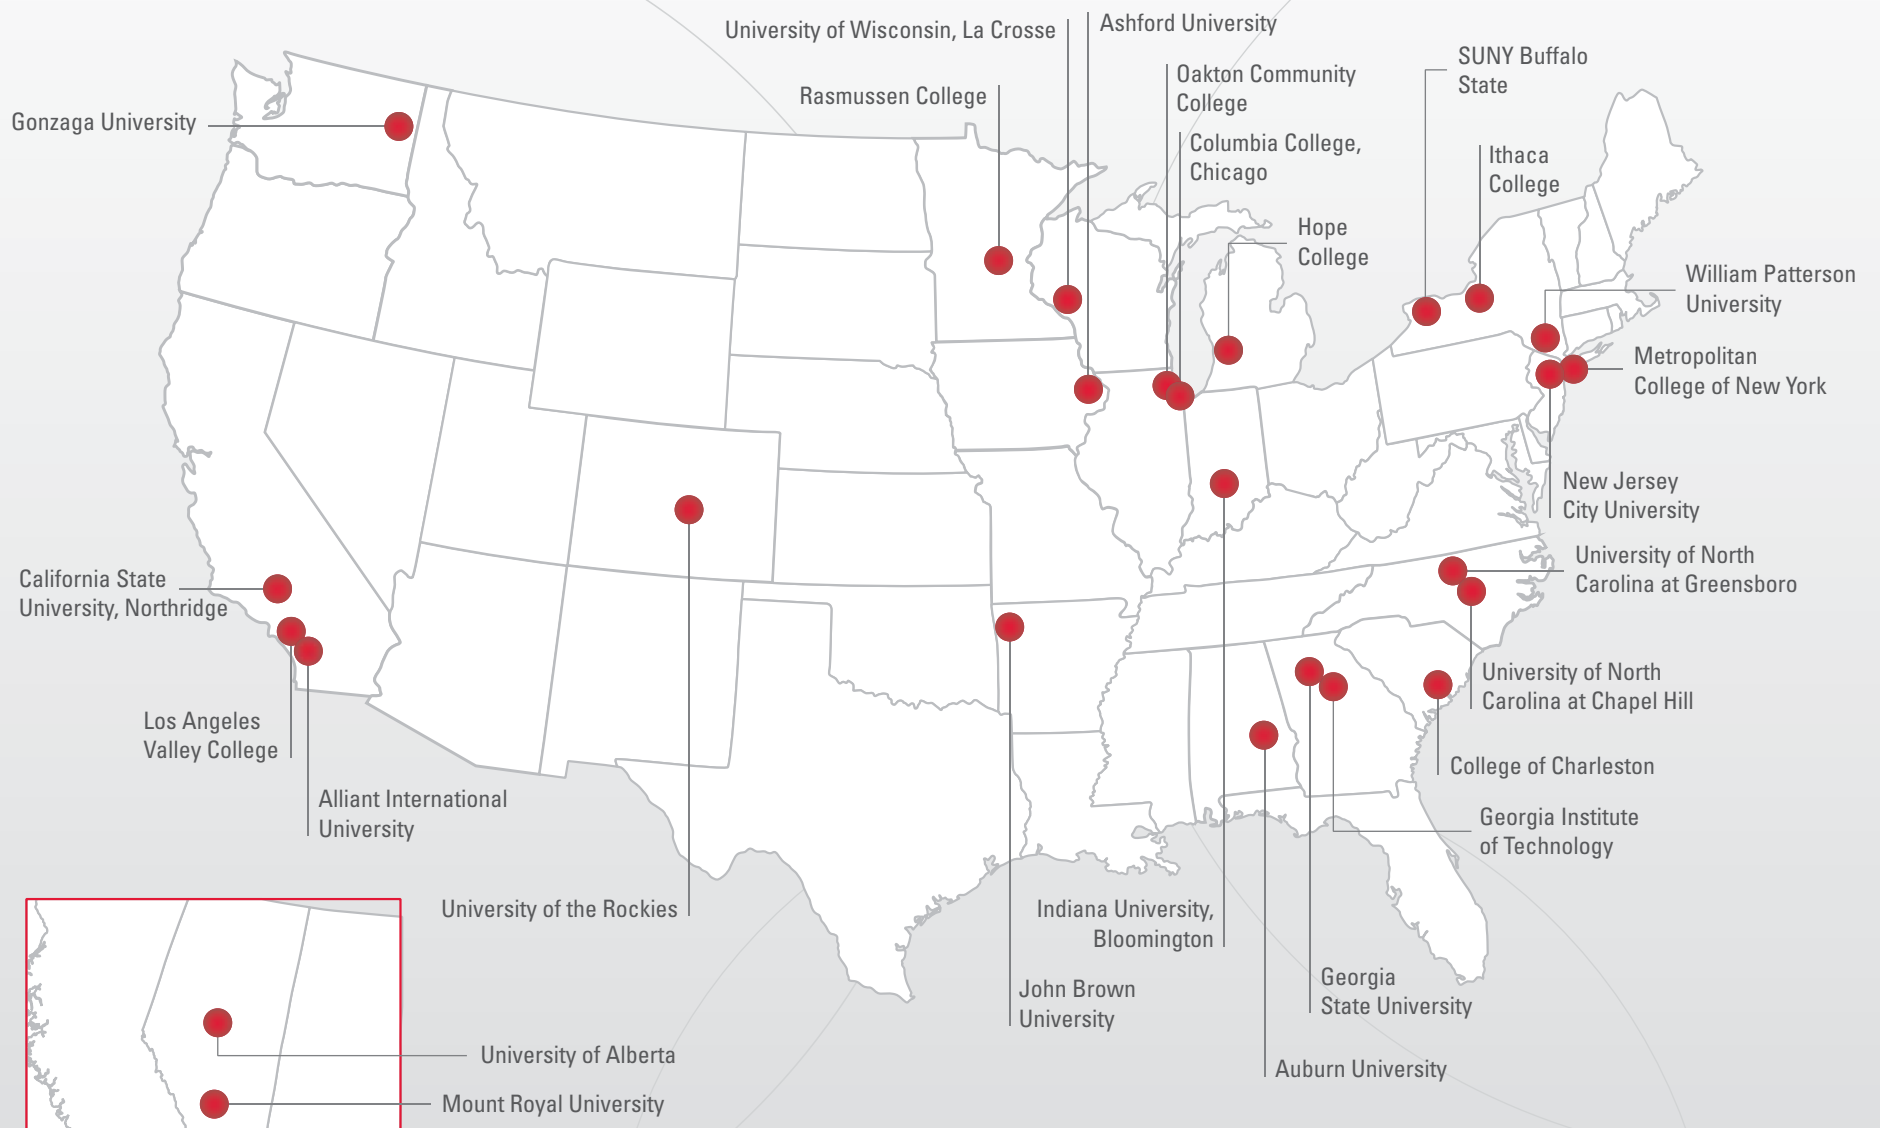 University of Wisconsin, La Crosse
Ashford University
SUNY Buffalo
State
Oakton Community
College
Rasmussen College
Gonzaga University
Columbia College,
Chicago
Ithaca
College
Hope
College
William Patterson
University
Metropolitan
College of New York
New Jersey
City University
University of North
Carolina at Greensboro
California State
University, Northridge
University of North
Carolina at Chapel Hill
Los Angeles
Valley College
College of Charleston
Alliant International
University
Georgia Institute
of Technology
University of the Rockies
Indiana University,
Bloomington
Georgia
State University
John Brown
University
University of Alberta
Auburn University
Mount Royal University